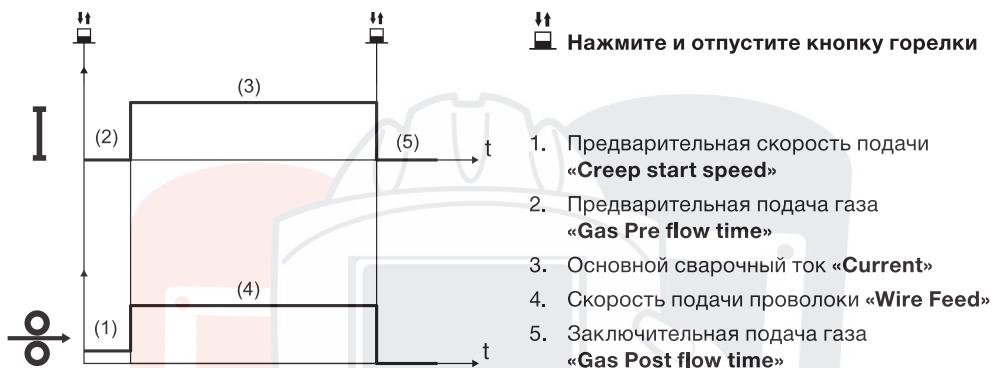 Нажмите и отпустите кнопку горелки
(3)
I
(2)
(5)
t
(4)
(1)
t
1. Предварительная скорость подачи
«Creep start speed»
2. Предварительная подача газа
«Gas Pre flow time»
3. Основной сварочный ток «Current»
4. Скорость подачи проволоки «Wire Feed»
5. Заключительная подача газа
«Gas Post flow time»